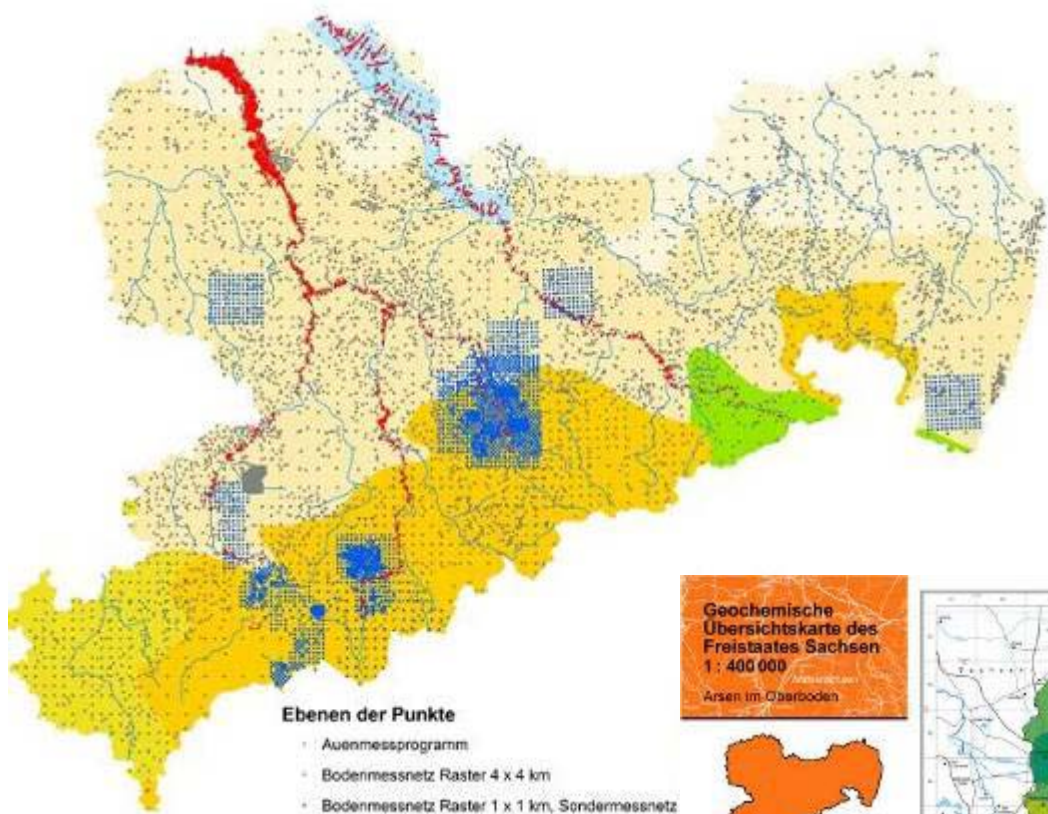 Geochemische
Übersichtskarte des
Freistaates Sachsen
1 : 400 000
Arsen im Oberboden
Ebenen der Punkte
Auenmessprogramm
Bodenmessnetz Raster 4 x 4 km
Bodenmessnetz Raster 1 x 1 km, Sondermessnetz